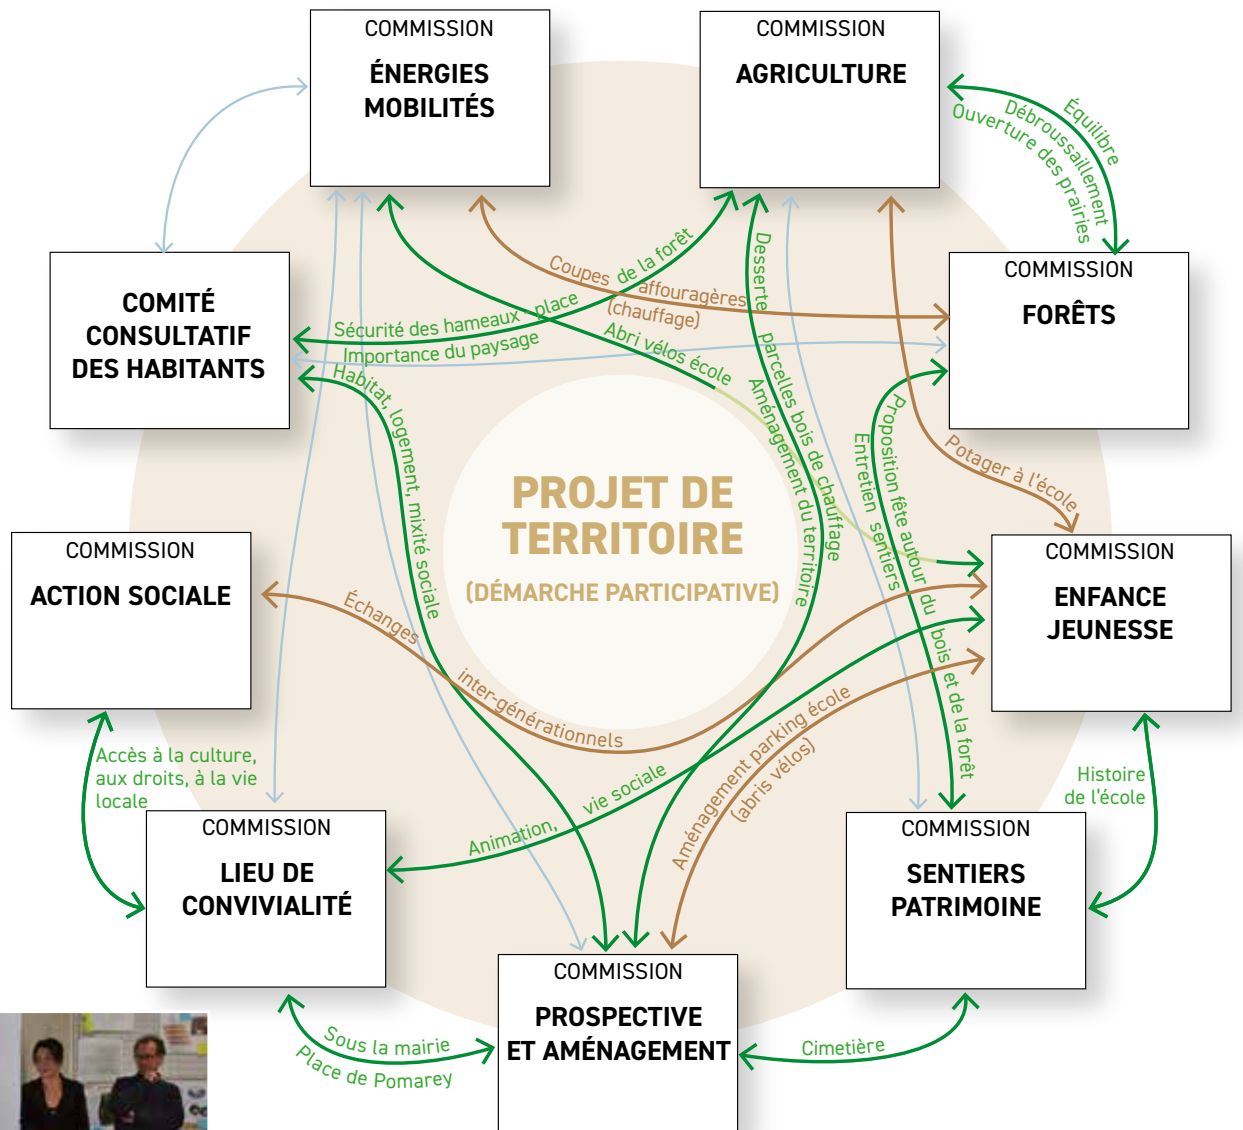 COMMISSION
ÉNERGIES
MOBILITÉS
COMMISSION
AGRICULTURE
Équilibre
Débroussaillement
Ouverture des prairies
COMITÉ
CONSULTATIF
DES HABITANTS
COMMISSION
FORÊTS
Coupes affouragères
(chauffage)
Sécurité des hameaux - place de la forêt
Importance du paysage
Abri vélos école
Habitat, logement, mixité sociale
Desserte parcelles bois de chauffage
Aménagement du territoire
Proposition fête autour du bois et de la forêt
Entretien sentiers
Potager à l'école
PROJET DE
TERRITOIRE
(DÉMARCHE PARTICIPATIVE)
COMMISSION
ACTION SOCIALE
COMMISSION
ENFANCE
JEUNESSE
Échanges inter-générationnels
Accès à la culture,
aux droits, à la vie
locale
Animation, vie sociale
Aménagement parking école
(abris vélos)
Histoire
de l'école
COMMISSION
LIEU DE
CONVIVIALITÉ
COMMISSION
SENTIERS
PATRIMOINE
COMMISSION
PROSPECTIVE
ET AMÉNAGEMENT
Sous la mairie
Place de Pomarey
Cimetière